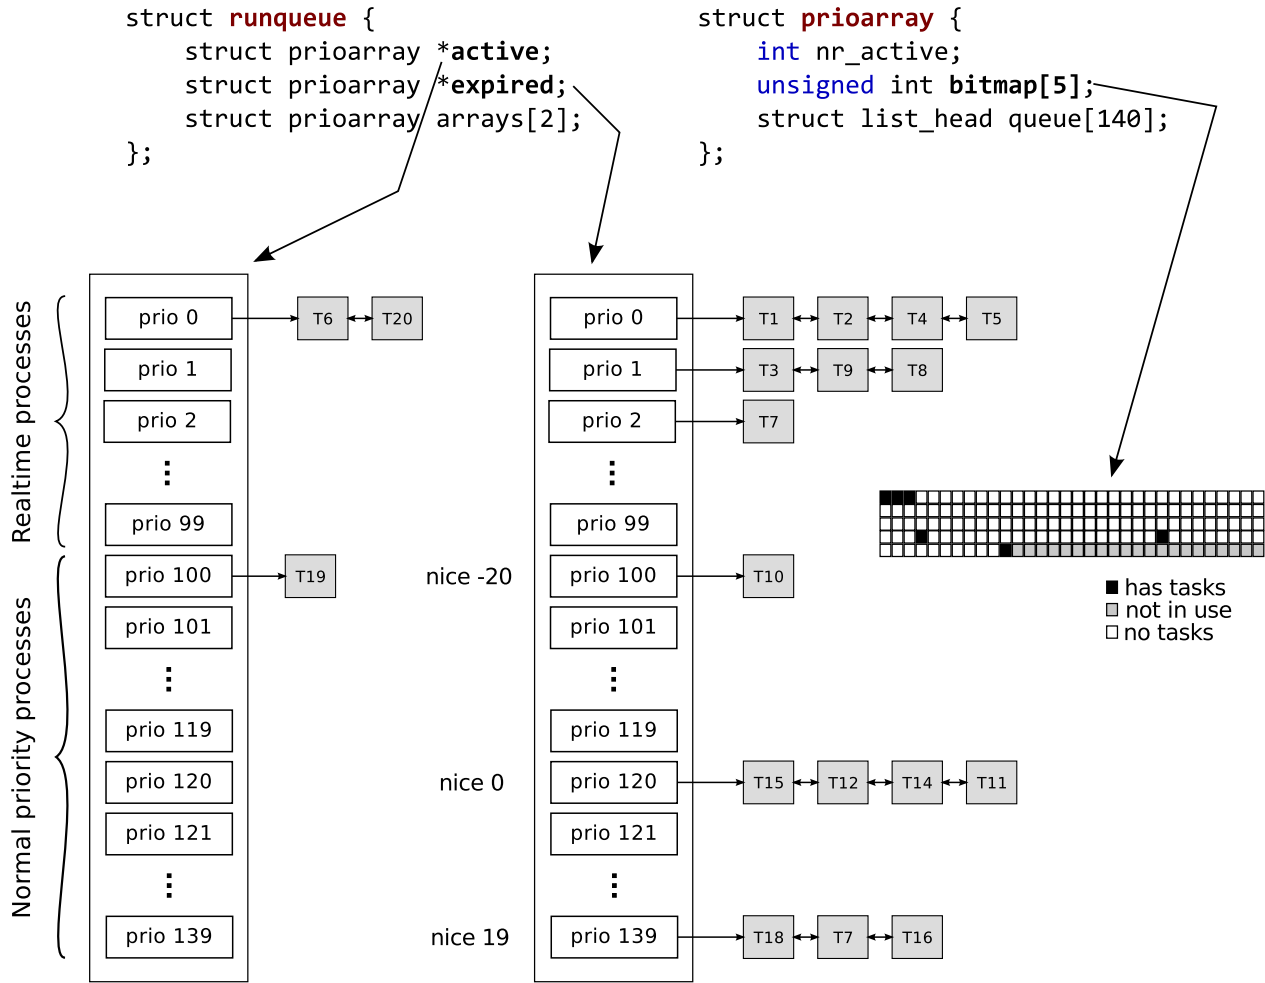 struct runqueue {
struct prioarray *active;
struct prioarray *expired;
struct prioarray arrays[2];
};
struct prioarray {
int nr_active;
unsigned int bitmap[5];
struct list_head queue[140];
};
Realtime processes
Normal priority processes
prio 0
T6
T20
prio 1
prio 2
...
prio 99
prio 100
T19
prio 101
...
prio 119
prio 120
prio 121
...
prio 139
nice -20
nice 0
nice 19
prio 0
T1
T2
T4
T5
prio 1
T3
T9
T8
prio 2
T7
...
prio 99
prio 100
T10
prio 101
...
prio 119
prio 120
T15
T12
T14
T11
prio 121
...
prio 139
T18
T7
T16
has tasks
not in use
no tasks